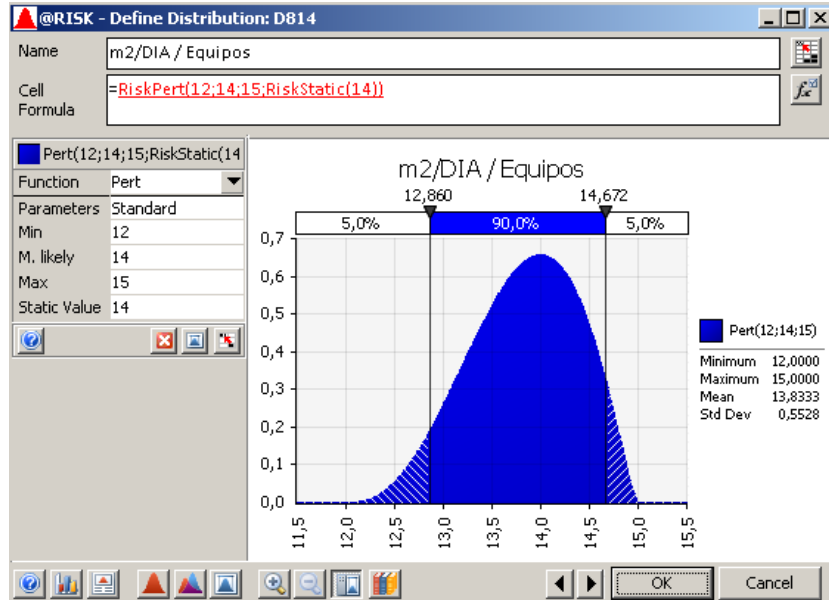 @RISK - Define Distribution: D814
Name
m2/DIA / Equipos
Cell Formula
=RiskPert(12;14;15;RiskStatic(14))
Pert(12;14;15;RiskStatic(14
Function Pert
Parameters Standard
Min 12
M. likely 14
Max 15
Static Value 14
m2/DIA / Equipos
12,860 14,672
5,0% 90,0% 5,0%
0,7
0,6
0,5
0,4
0,3
0,2
0,1
0,0
11,5 12,0 12,5 13,0 13,5 14,0 14,5 15,0 15,5
Pert(12;14;15)
Minimum 12,0000
Maximum 15,0000
Mean 13,8333
Std Dev 0,5528
OK Cancel